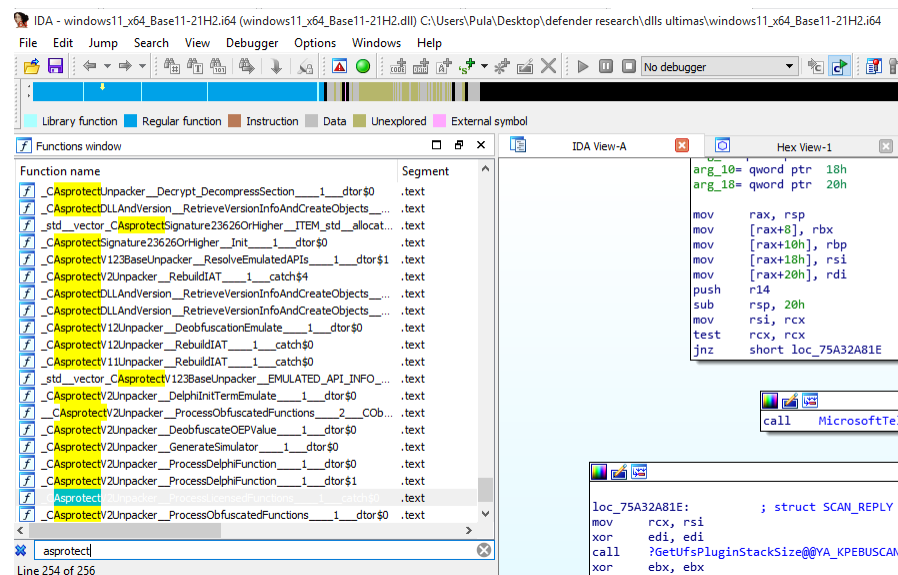 IDA - windows11_x64_Base11-21H2.i64 (windows11_x64_Base11-21H2.dll) C:\Users\Pula\Desktop\defender research\dlls ultimas\windows11_x64_Base11-21H2.i64
File Edit Jump Search View Debugger Options Windows Help
No debugger
Library function Regular function Instruction Data Unexplored External symbol
Functions window
Function name Segment
_CAsprotectUnpacker__Decrypt_DecompressSection____1___dtor$0 .text
_CAsprotectDLLAndVersion__RetrieveVersionInfoAndCreateObjects__... .text
_std__vector_CAsprotectSignature23626OrHigher__ITEM_std__allocat... .text
_CAsprotectSignature23626OrHigher__Init____1___dtor$0 .text
_CAsprotectV123BaseUnpacker__ResolveEmulatedAPIs____1___dtor$1 .text
_CAsprotectV2Unpacker__RebuildIAT____1___catch$4 .text
_CAsprotectDLLAndVersion__RetrieveVersionInfoAndCreateObjects__... .text
_CAsprotectDLLAndVersion__RetrieveVersionInfoAndCreateObjects__... .text
_CAsprotectV12Unpacker__DeobfuscationEmulate____1___dtor$0 .text
_CAsprotectV12Unpacker__RebuildIAT____1___catch$0 .text
_CAsprotectV11Unpacker__RebuildIAT____1___catch$0 .text
_std__vector_CAsprotectV123BaseUnpacker__EMULATED_API_INFO_... .text
_CAsprotectV2Unpacker__DelphiInitTermEmulate____1___dtor$0 .text
__CAsprotectV2Unpacker__ProcessObfuscatedFunctions____2___COb... .text
_CAsprotectV2Unpacker__DeobfuscateOEPValue____1___dtor$0 .text
_CAsprotectV2Unpacker__GenerateSimulator____1___dtor$0 .text
_CAsprotectV2Unpacker__ProcessDelphiFunction____1___dtor$0 .text
_CAsprotectV2Unpacker__ProcessDelphiFunction____1___dtor$1 .text
_CAsprotectV2Unpacker__ProcessLicensedFunctions____1___catch$0 .text
_CAsprotectV2Unpacker__ProcessObfuscatedFunctions____1___dtor$0 .text
asprotect
Line 254 of 256
IDA View-A Hex View-1
arg_10= qword ptr 18h
arg_18= qword ptr 20h
mov rax, rsp
mov [rax+8], rbx
mov [rax+10h], rbp
mov [rax+18h], rsi
mov [rax+20h], rdi
push r14
sub rsp, 20h
mov rsi, rcx
test rcx, rcx
jnz short loc_75A32A81E
call MicrosoftTel
loc_75A32A81E: ; struct SCAN_REPLY
mov rcx, rsi
xor edi, edi
call ?GetUfsPluginStackSize@@YA_KPEBUSCAN
xor ebx, ebx